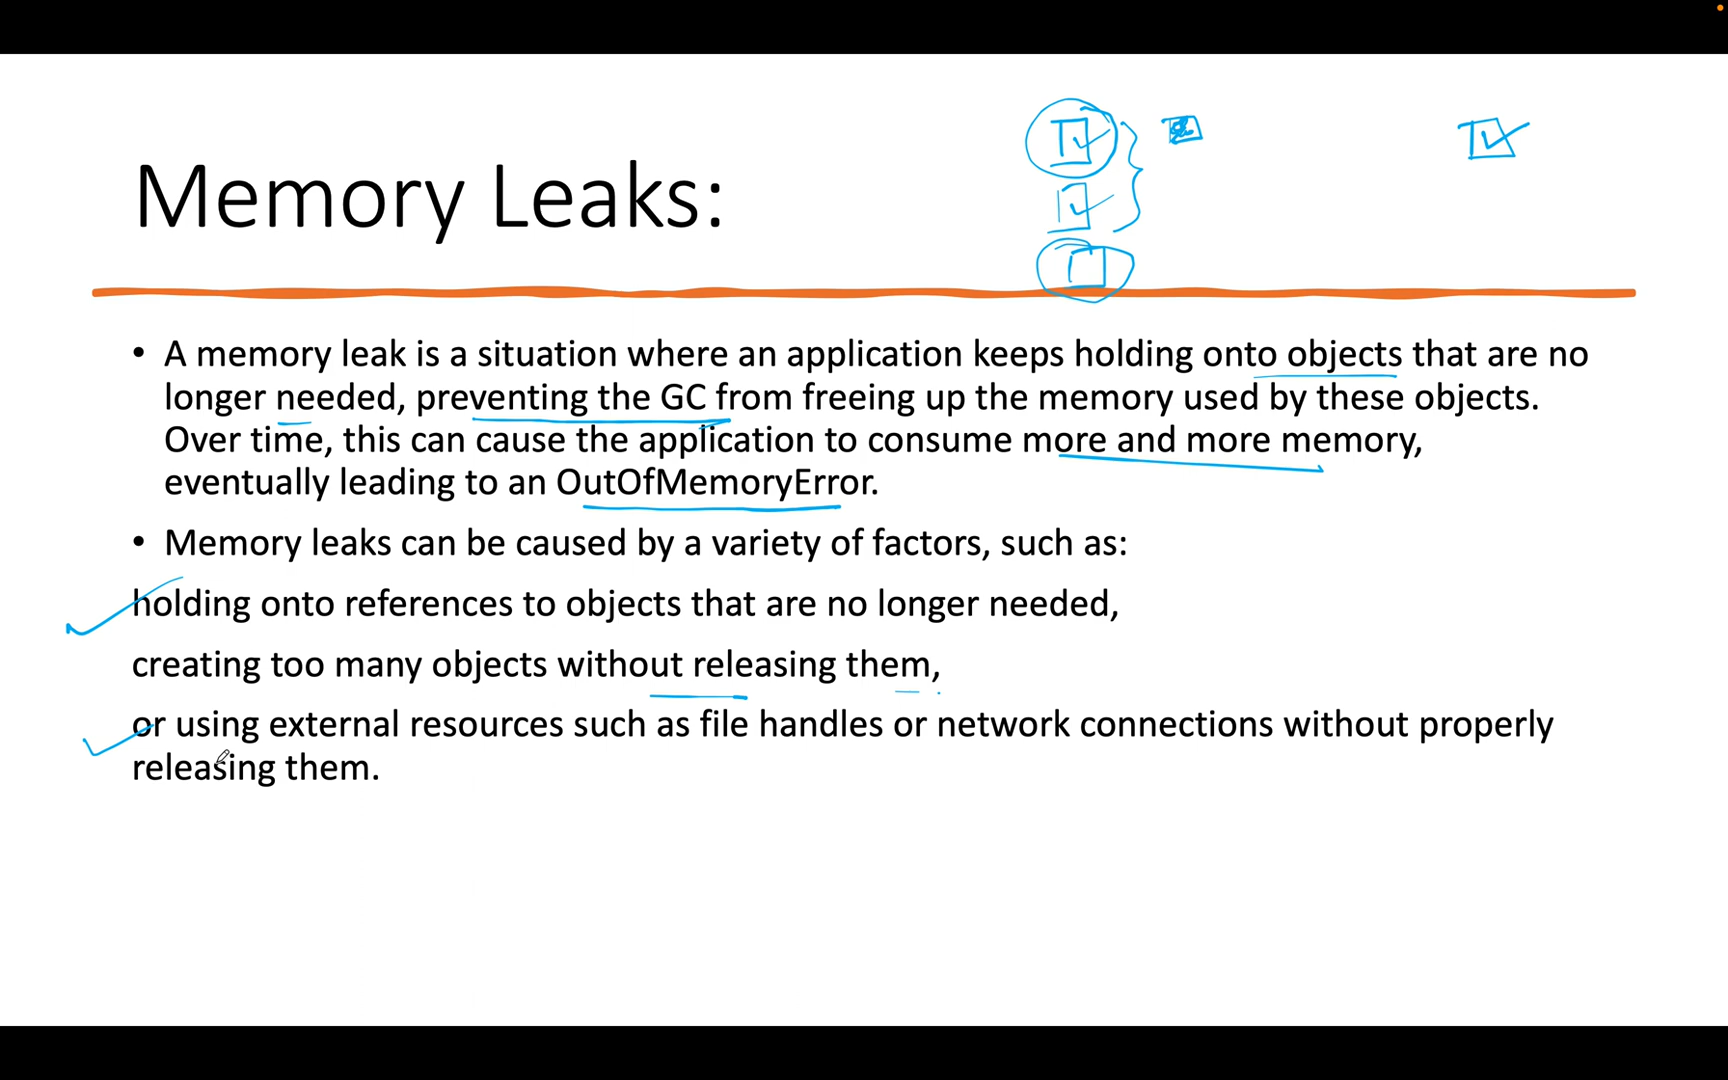 Memory Leaks:
• A memory leak is a situation where an application keeps holding onto objects that are no
longer needed, preventing the GC from freeing up the memory used by these objects.
Over time, this can cause the application to consume more and more memory,
eventually leading to an OutOfMemoryError.
• Memory leaks can be caused by a variety of factors, such as:
holding onto references to objects that are no longer needed,
creating too many objects without releasing them,
or using external resources such as file handles or network connections without properly
releasing them.